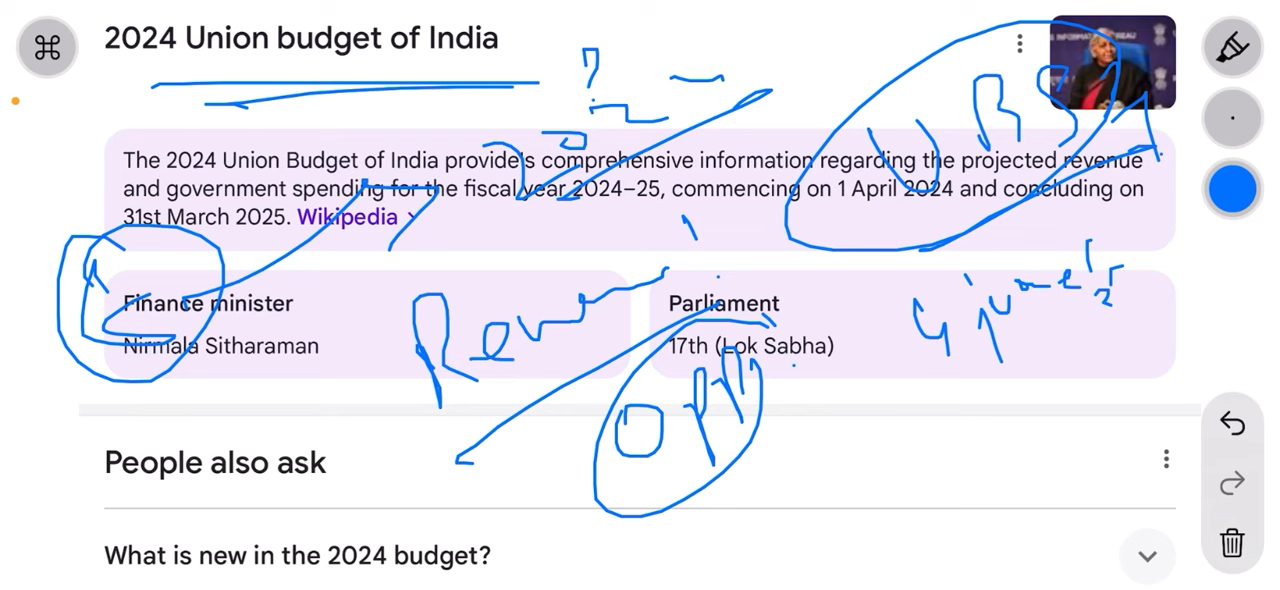 2024 Union budget of India
The 2024 Union Budget of India provides comprehensive information regarding the projected revenue
and government spending for the fiscal year 2024–25, commencing on 1 April 2024 and concluding on
31st March 2025. Wikipedia
Finance minister
Nirmala Sitharaman
Parliament
17th (Lok Sabha)
People also ask
What is new in the 2024 budget?